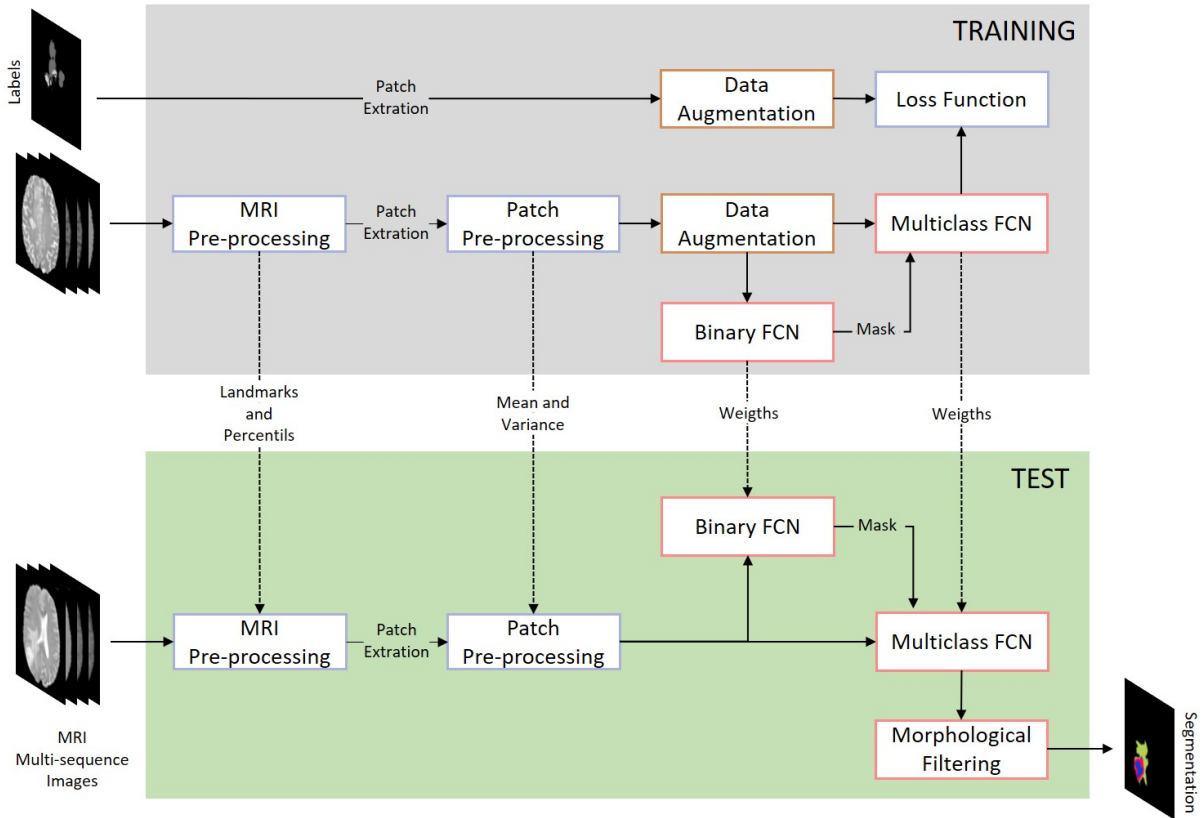 TRAINING
Labels
Patch
Extration
Data
Augmentation
Loss Function
MRI
Pre-processing
Patch
Extration
Patch
Pre-processing
Data
Augmentation
Multiclass FCN
Binary FCN
Mask
Landmarks
and
Percentils
Mean and
Variance
Weigths
Weigths
TEST
Binary FCN
Mask
MRI
Pre-processing
Patch
Extration
Patch
Pre-processing
Multiclass FCN
MRI
Multi-sequence
Images
Morphological
Filtering
Segmentation